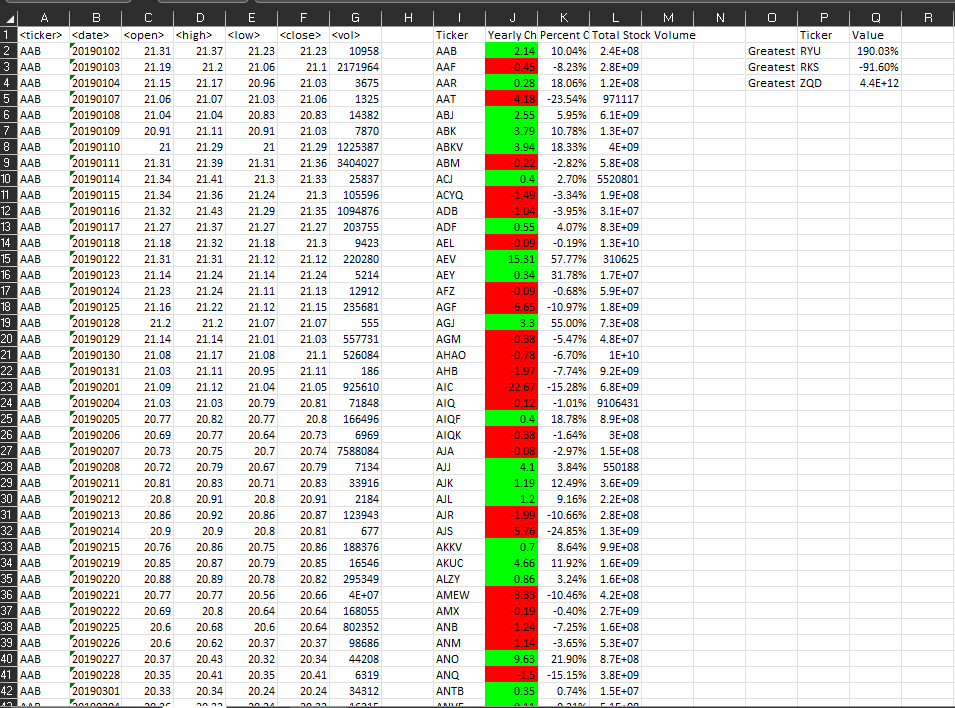 A B C D E F G H I J K L M N O P Q R
1 <ticker> <date> <open> <high> <low> <close> <vol> Ticker Yearly Ch Percent C Total Stock Volume Ticker Value
2 AAB 20190102 21.31 21.37 21.23 21.23 10958 AAB 2.14 10.04% 2.4E+08 Greatest RYU 190.03%
3 AAB 20190103 21.19 21.2 21.06 21.1 2171964 AAF -0.45 -8.23% 2.8E+09 Greatest RKS -91.60%
4 AAB 20190104 21.15 21.17 20.96 21.03 3675 AAR 0.28 18.06% 1.2E+08 Greatest ZQD 4.4E+12
5 AAB 20190107 21.06 21.07 21.03 21.06 1325 AAT -4.18 -23.54% 971117
6 AAB 20190108 21.04 21.04 20.83 20.83 14382 ABJ 2.55 5.95% 6.1E+09
7 AAB 20190109 20.91 21.11 20.91 21.03 7870 ABK 3.79 10.78% 1.3E+07
8 AAB 20190110 21 21.29 21 21.29 1225387 ABKV 3.94 18.33% 4E+09
9 AAB 20190111 21.31 21.39 21.31 21.36 3404027 ABM -0.22 -2.82% 5.8E+08
10 AAB 20190114 21.34 21.41 21.3 21.33 25837 ACJ 0.4 2.70% 5520801
11 AAB 20190115 21.34 21.36 21.24 21.3 105596 ACYQ -1.49 -3.34% 1.9E+08
12 AAB 20190116 21.32 21.43 21.29 21.35 1094876 ADB -1.04 -3.95% 3.1E+07
13 AAB 20190117 21.27 21.37 21.27 21.27 203755 ADF 0.55 4.07% 8.3E+09
14 AAB 20190118 21.18 21.32 21.18 21.3 9423 AEL -0.09 -0.19% 1.3E+10
15 AAB 20190122 21.31 21.31 21.12 21.12 220280 AEV 15.31 57.77% 310625
16 AAB 20190123 21.14 21.24 21.14 21.24 5214 AEY 0.34 31.78% 1.7E+07
17 AAB 20190124 21.23 21.24 21.11 21.13 12912 AFZ -0.09 -0.68% 5.9E+07
18 AAB 20190125 21.16 21.22 21.12 21.15 235681 AGF -6.65 -10.97% 1.8E+09
19 AAB 20190128 21.2 21.2 21.07 21.07 555 AGJ 3.3 55.00% 7.3E+08
20 AAB 20190129 21.14 21.14 21.01 21.03 557731 AGM -0.38 -5.47% 4.8E+07
21 AAB 20190130 21.08 21.17 21.08 21.1 526084 AHAO -0.78 -6.70% 1E+10
22 AAB 20190131 21.03 21.11 20.95 21.11 186 AHB -1.97 -7.74% 9.2E+09
23 AAB 20190201 21.09 21.12 21.04 21.05 925610 AIC -22.67 -15.28% 6.8E+09
24 AAB 20190204 21.03 21.03 20.79 20.81 71848 AIQ -0.12 -1.01% 9106431
25 AAB 20190205 20.77 20.82 20.77 20.8 166496 AIQF 0.4 18.78% 8.9E+08
26 AAB 20190206 20.69 20.77 20.64 20.73 6969 AIQK -0.38 -1.64% 3E+08
27 AAB 20190207 20.73 20.75 20.7 20.74 7588084 AJA -0.08 -2.97% 1.5E+08
28 AAB 20190208 20.72 20.79 20.67 20.79 7134 AJJ 4.1 3.84% 550188
29 AAB 20190211 20.81 20.83 20.71 20.83 33916 AJK 1.19 12.49% 3.6E+09
30 AAB 20190212 20.8 20.91 20.8 20.91 2184 AJL 1.2 9.16% 2.2E+08
31 AAB 20190213 20.86 20.92 20.86 20.87 123943 AJR -1.99 -10.66% 2.8E+08
32 AAB 20190214 20.9 20.9 20.8 20.81 677 AJS -5.76 -24.85% 1.3E+09
33 AAB 20190215 20.76 20.86 20.75 20.86 188376 AKKV 0.7 8.64% 9.9E+08
34 AAB 20190219 20.85 20.87 20.79 20.85 16546 AKUC 4.66 11.92% 1.6E+09
35 AAB 20190220 20.88 20.89 20.78 20.82 295349 ALZY 0.86 3.24% 1.6E+08
36 AAB 20190221 20.77 20.77 20.56 20.66 4E+07 AMEW -3.33 -10.46% 4.2E+08
37 AAB 20190222 20.69 20.8 20.64 20.64 168055 AMX -0.19 -0.40% 2.7E+09
38 AAB 20190225 20.6 20.68 20.6 20.64 802352 ANB -1.24 -7.25% 1.6E+08
39 AAB 20190226 20.6 20.62 20.37 20.37 98686 ANM -1.14 -3.65% 5.3E+07
40 AAB 20190227 20.37 20.43 20.32 20.34 44208 ANO 9.63 21.90% 8.7E+08
41 AAB 20190228 20.35 20.41 20.35 20.41 6319 ANQ -1.5 -15.15% 3.8E+09
42 AAB 20190301 20.33 20.34 20.24 20.24 34312 ANTB 0.35 0.74% 1.5E+07